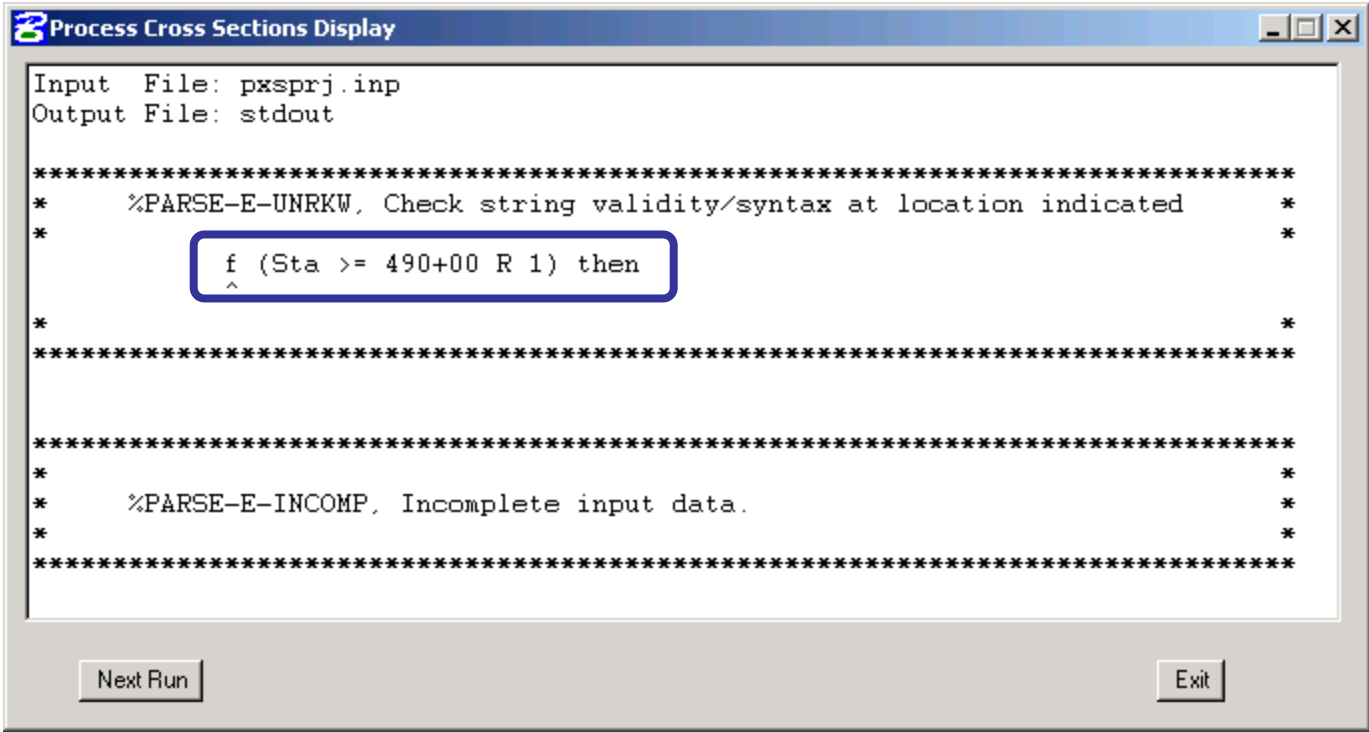 Process Cross Sections Display
Input  File: pxsprj.inp
Output File: stdout
*******************************************************************************
*     %PARSE-E-UNRKW, Check string validity/syntax at location indicated      *
*                                                                             *
            f (Sta >= 490+00 R 1) then
            ^
*                                                                             *
*******************************************************************************
*******************************************************************************
*                                                                             *
*     %PARSE-E-INCOMP, Incomplete input data.                                 *
*                                                                             *
*******************************************************************************
Next Run Exit